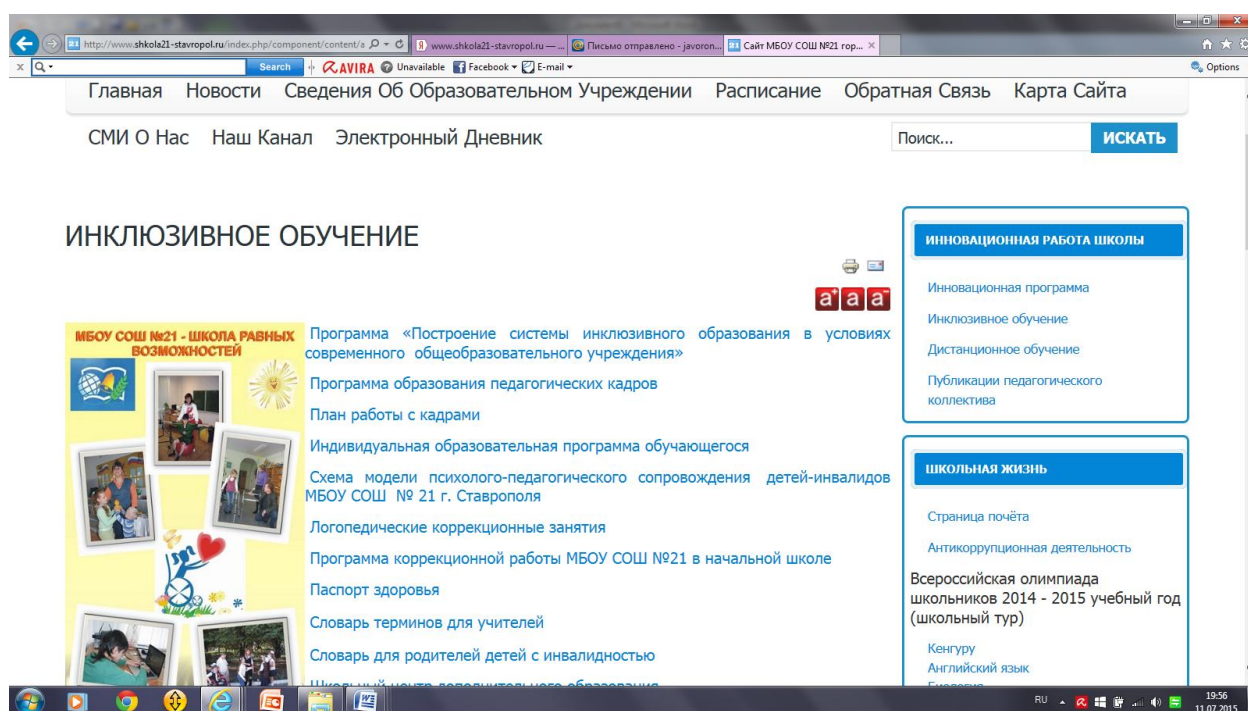 http://www.shkola21-stavropol.ru/index.php/component/content/a
www.shkola21-stavropol.ru — ...
Письмо отправлено - javoron...
Сайт МБОУ СОШ №21 гор...
Search
AVIRA
Unavailable
Facebook
E-mail
Options
Главная Новости Сведения Об Образовательном Учреждении Расписание Обратная Связь Карта Сайта
СМИ О Нас Наш Канал Электронный Дневник
Поиск... ИСКАТЬ
ИНКЛЮЗИВНОЕ ОБУЧЕНИЕ
a+ a a-
МБОУ СОШ №21 - ШКОЛА РАВНЫХ
ВОЗМОЖНОСТЕЙ
Программа «Построение системы инклюзивного образования в условиях
современного общеобразовательного учреждения»
Программа образования педагогических кадров
План работы с кадрами
Индивидуальная образовательная программа обучающегося
Схема модели психолого-педагогического сопровождения детей-инвалидов
МБОУ СОШ № 21 г. Ставрополя
Логопедические коррекционные занятия
Программа коррекционной работы МБОУ СОШ №21 в начальной школе
Паспорт здоровья
Словарь терминов для учителей
Словарь для родителей детей с инвалидностью
Школьный центр дополнительного образования
ИННОВАЦИОННАЯ РАБОТА ШКОЛЫ
Инновационная программа
Инклюзивное обучение
Дистанционное обучение
Публикации педагогического
коллектива
ШКОЛЬНАЯ ЖИЗНЬ
Страница почёта
Антикоррупционная деятельность
Всероссийская олимпиада
школьников 2014 - 2015 учебный год
(школьный тур)
Кенгуру
Английский язык
Биология
RU
19:56
11.07.2015